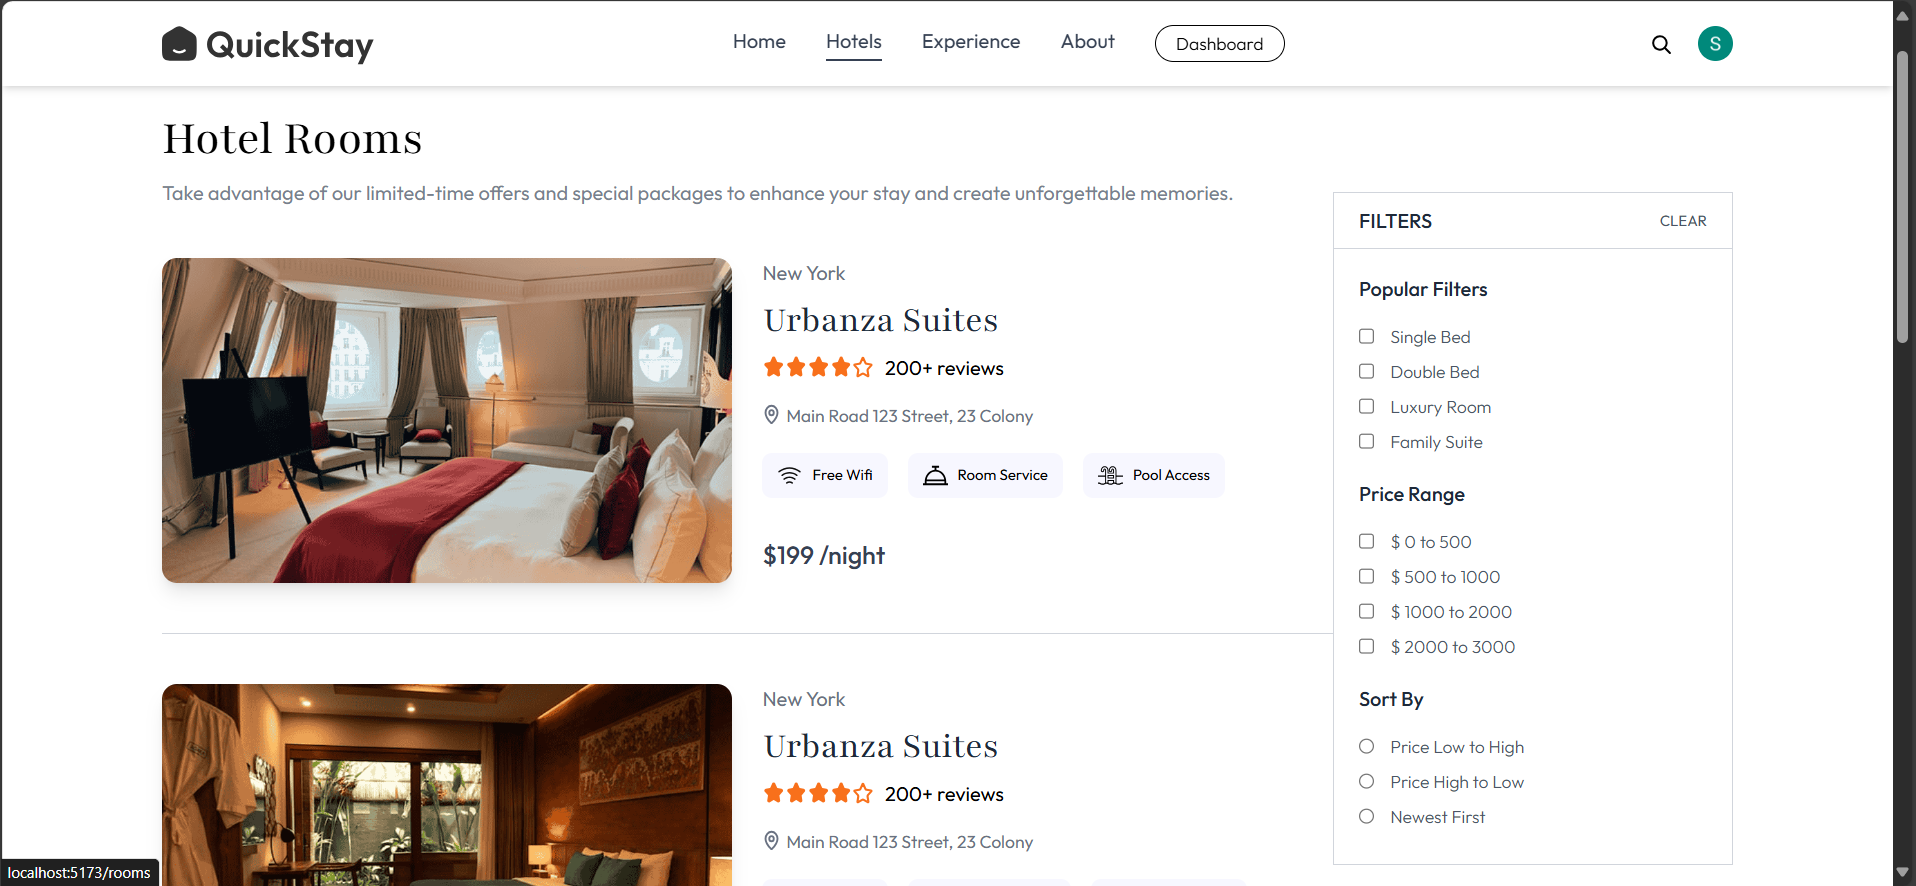 QuickStay
Home
Hotels
Experience
About
Dashboard
S
Hotel Rooms
Take advantage of our limited-time offers and special packages to enhance your stay and create unforgettable memories.
New York
Urbanza Suites
200+ reviews
Main Road 123 Street, 23 Colony
Free Wifi
Room Service
Pool Access
$199 /night
New York
Urbanza Suites
200+ reviews
Main Road 123 Street, 23 Colony
FILTERS
CLEAR
Popular Filters
Single Bed
Double Bed
Luxury Room
Family Suite
Price Range
$ 0 to 500
$ 500 to 1000
$ 1000 to 2000
$ 2000 to 3000
Sort By
Price Low to High
Price High to Low
Newest First
localhost:5173/rooms